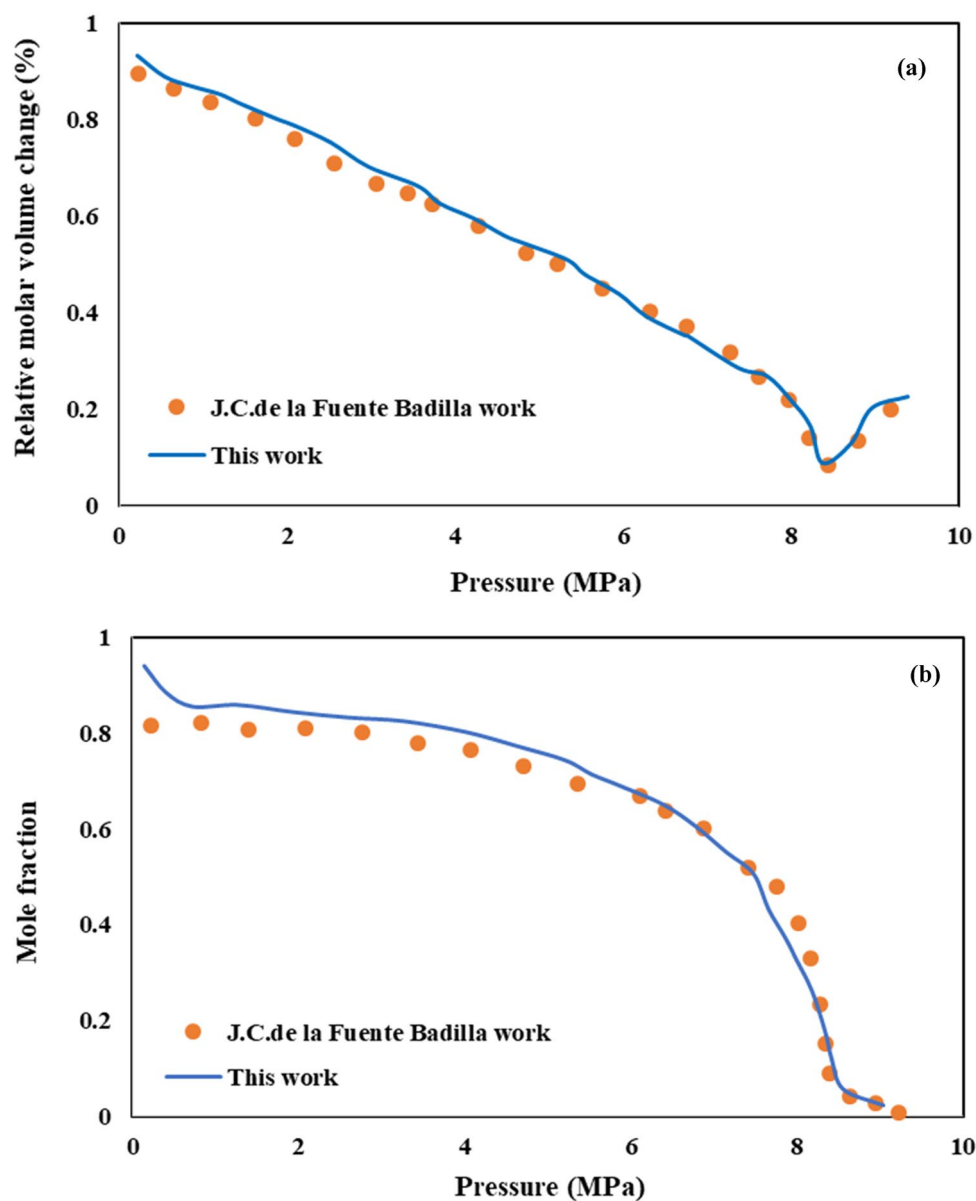 1
(a)
0.8
0.6
0.4
0.2
0
Relative molar volume change (%)
J.C.de la Fuente Badilla work
This work
0 2 4 6 8 10
Pressure (MPa)
1
(b)
0.8
0.6
0.4
0.2
0
Mole fraction
J.C.de la Fuente Badilla work
This work
0 2 4 6 8 10
Pressure (MPa)